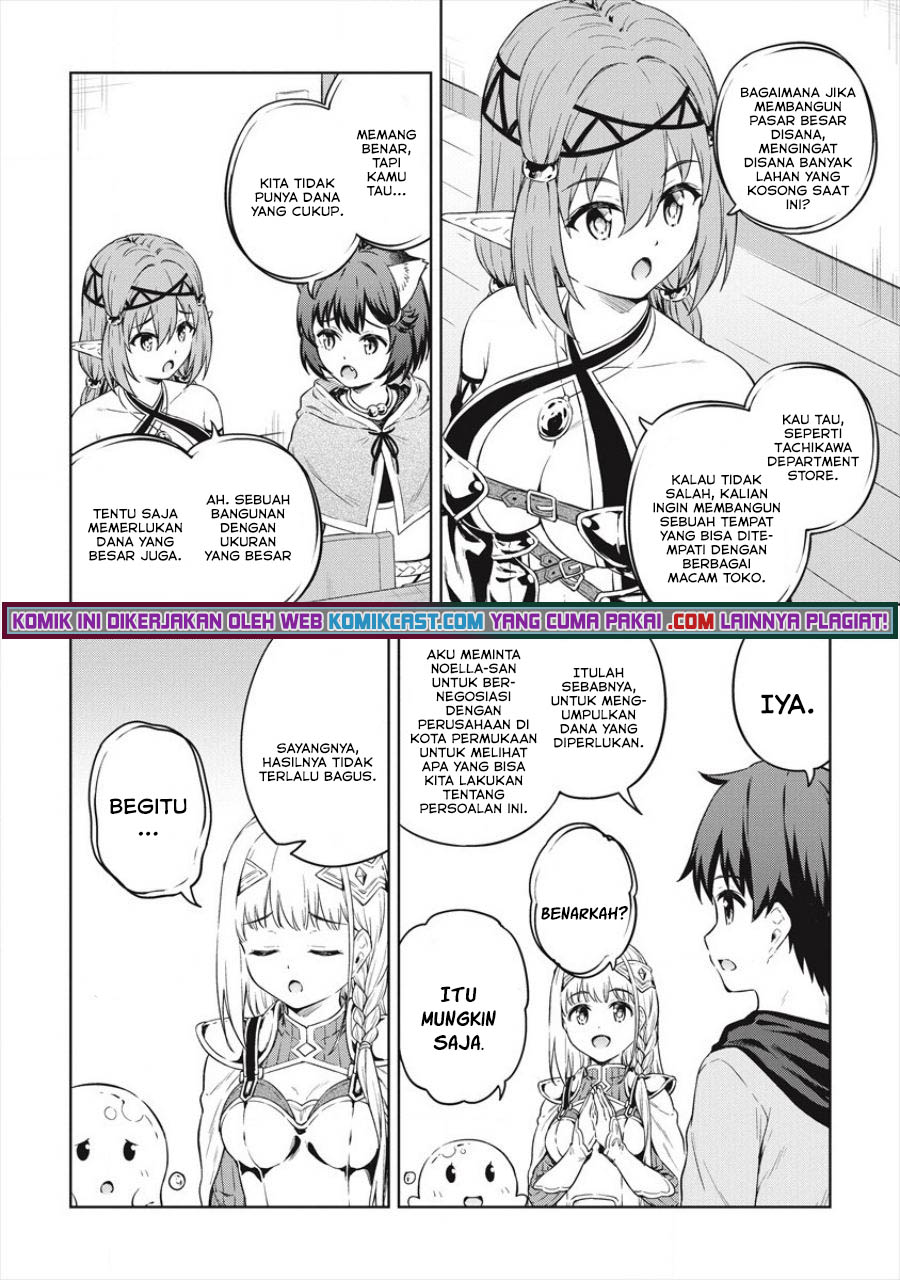 BAGAIMANA JIKA
MEMBANGUN
PASAR BESAR
DISANA,
MENGINGAT
DISANA BANYAK
LAHAN YANG
KOSONG SAAT
INI?
KAU TAU,
SEPERTI
TACHIKAWA
DEPARTMENT
STORE.
KALAU TIDAK
SALAH, KALIAN
INGIN MEMBANGUN
SEBUAH TEMPAT
YANG BISA DITE-
MPATI DENGAN
BERBAGAI
MACAM TOKO.
MEMANG
BENAR,
TAPI
KAMU
TAU...
KITA TIDAK
PUNYA DANA
YANG CUKUP.
AH. SEBUAH
BANGUNAN
DENGAN
UKURAN
YANG BESAR
TENTU SAJA
MEMERLUKAN
DANA YANG
BESAR JUGA.
KOMIK INI DIKERJAKAN OLEH WEB KOMIKCAST.COM YANG CUMA PAKAI .COM LAINNYA PLAGIAT!
IYA.
ITULAH
SEBABNYA,
UNTUK MENG-
UMPULKAN
DANA YANG
DIPERLUKAN.
AKU MEMINTA
NOELLA-SAN
UNTUK BER-
NEGOSIASI
DENGAN
PERUSAHAAN DI
KOTA PERMUKAAN
UNTUK MELIHAT
APA YANG BISA
KITA LAKUKAN
TENTANG
PERSOALAN INI.
BENARKAH?
ITU
MUNGKIN
SAJA.
SAYANGNYA,
HASILNYA TIDAK
TERLALU BAGUS.
BEGITU
...